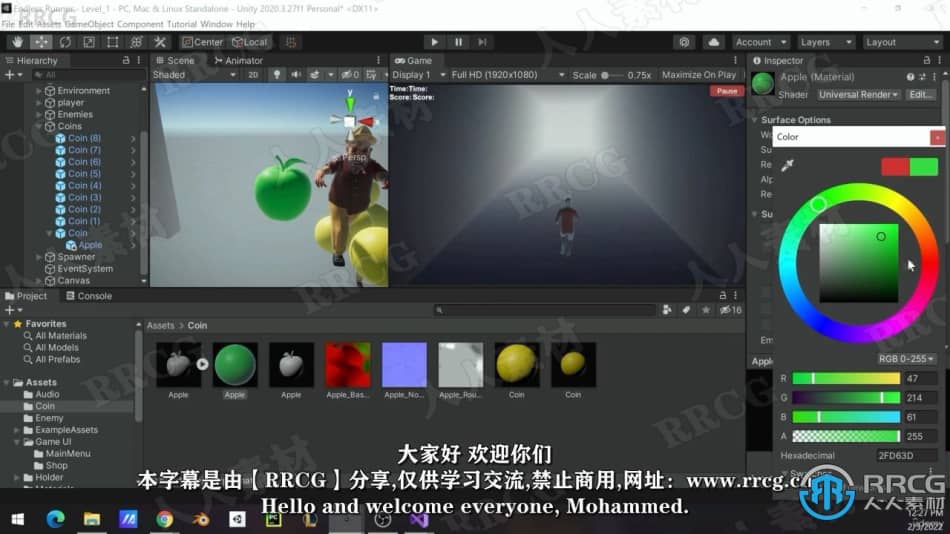 Endless Runner - Level_1 - PC, Mac & Linux Standalone - Unity 2020.3.27f1 Personal* <DX11>
File Edit Assets GameObject Component Tutorial Window Help
Center Local Account Layers Layout
Hierarchy Scene Animator Game Inspector
All Shaded 2D 0 Display 1 Full HD (1920x1080) Scale 0.75x Maximize On Play
Apple (Material)
Shader Universal Render Edit...
Environment
player
Enemies
Coins
Coin (8)
Coin (7)
Coin (6)
Coin (5)
Coin (4)
Coin (3)
Coin (2)
Coin (1)
Coin
Apple
Spawner
EventSystem
Canvas
y
Persp
Time:Time:
Score: Score:
Pause
Surface Options
Color
RGB 0-255
R 47
G 214
B 61
A 255
Hexadecimal 2FD63D
Swatches
Project Console
16
Favorites
All Materials
All Models
All Prefabs
Assets
Audio
Coin
Enemy
ExampleAssets
Game UI
MainMenu
Shop
Holder
Materials
Assets > Coin
Apple Apple Apple Apple_Bas... Apple_No... Apple_Rou... Coin Coin
大家好 欢迎你们
本字幕是由【RRCG】分享,仅供学习交流,禁止商用,网址：www.rrcg.cn
Hello and welcome everyone, Mohammed.
RRCG
人人素材
12:27 PM
2/3/2022